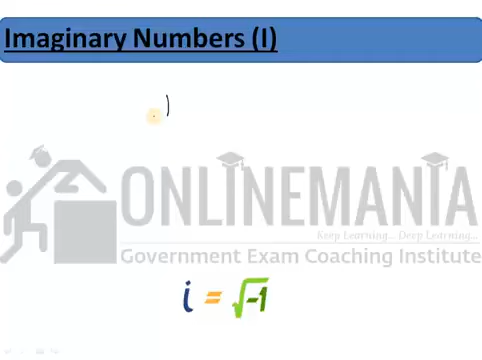 Imaginary Numbers (I)
ONLINEMANIA
Keep Learning... Deep Learning...
Government Exam Coaching Institute
i = √-1